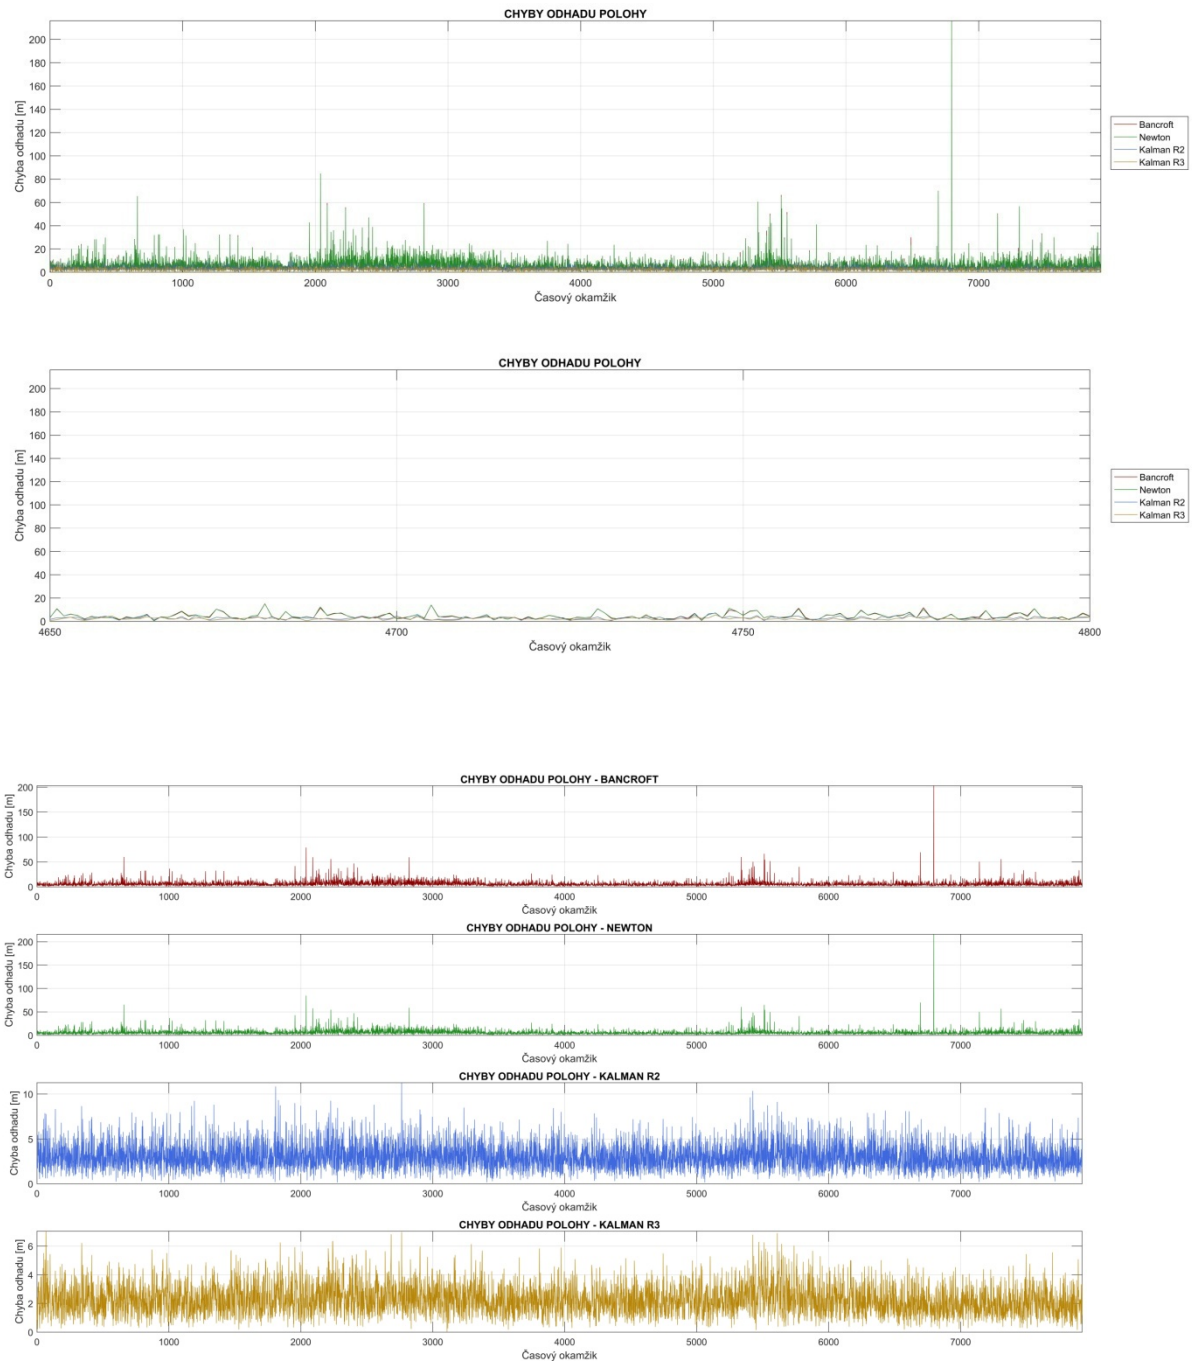 CHYBY ODHADU POLOHY
Chyba odhadu [m]
200
180
160
140
120
100
80
60
40
20
0
0 1000 2000 3000 4000 5000 6000 7000
Časový okamžik
Bancroft
Newton
Kalman R2
Kalman R3
CHYBY ODHADU POLOHY
Chyba odhadu [m]
200
180
160
140
120
100
80
60
40
20
0
4650 4700 4750 4800
Časový okamžik
Bancroft
Newton
Kalman R2
Kalman R3
CHYBY ODHADU POLOHY - BANCROFT
Chyba odhadu [m]
200
150
100
50
0
0 1000 2000 3000 4000 5000 6000 7000
Časový okamžik
CHYBY ODHADU POLOHY - NEWTON
Chyba odhadu [m]
200
150
100
50
0
0 1000 2000 3000 4000 5000 6000 7000
Časový okamžik
CHYBY ODHADU POLOHY - KALMAN R2
Chyba odhadu [m]
10
5
0
0 1000 2000 3000 4000 5000 6000 7000
Časový okamžik
CHYBY ODHADU POLOHY - KALMAN R3
Chyba odhadu [m]
6
4
2
0
0 1000 2000 3000 4000 5000 6000 7000
Časový okamžik